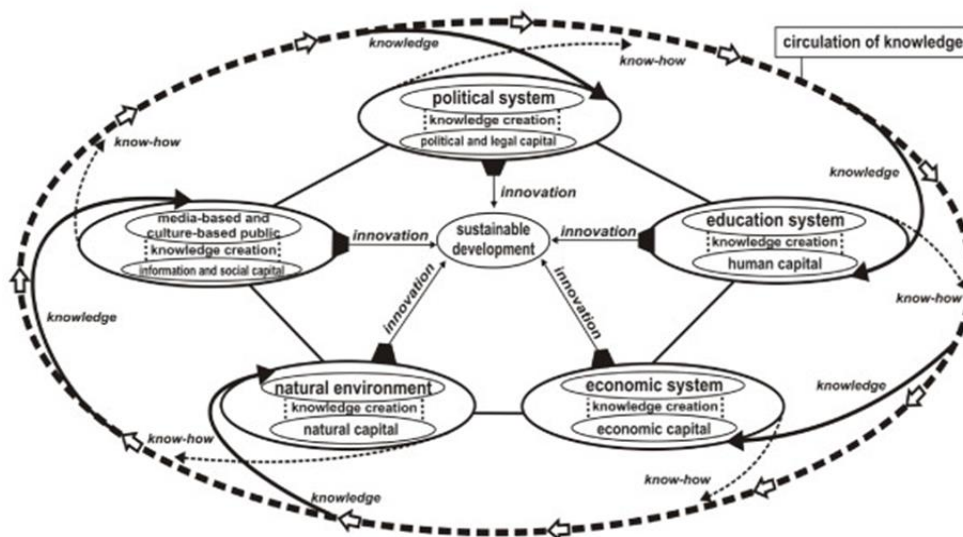 knowledge
know-how
circulation of knowledge
political system
knowledge creation
political and legal capital
know-how
innovation
knowledge
media-based and
culture-based public
knowledge creation
information and social capital
innovation
sustainable
development
innovation
education system
knowledge creation
human capital
know-how
knowledge
innovation
innovation
natural environment
knowledge creation
natural capital
economic system
knowledge creation
economic capital
knowledge
know-how
knowledge
know-how